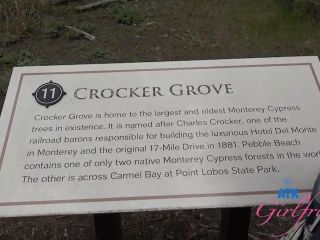 11 CROCKER GROVE
Crocker Grove is home to the largest and oldest Monterey Cypress
trees in existence. It is named after Charles Crocker, one of the
railroad barons responsible for building the luxurious Hotel Del Monte
in Monterey and the original 17-Mile Drive in 1881. Pebble Beach
contains one of only two native Monterey Cypress forests in the world.
The other is across Carmel Bay at Point Lobos State Park.
ATK